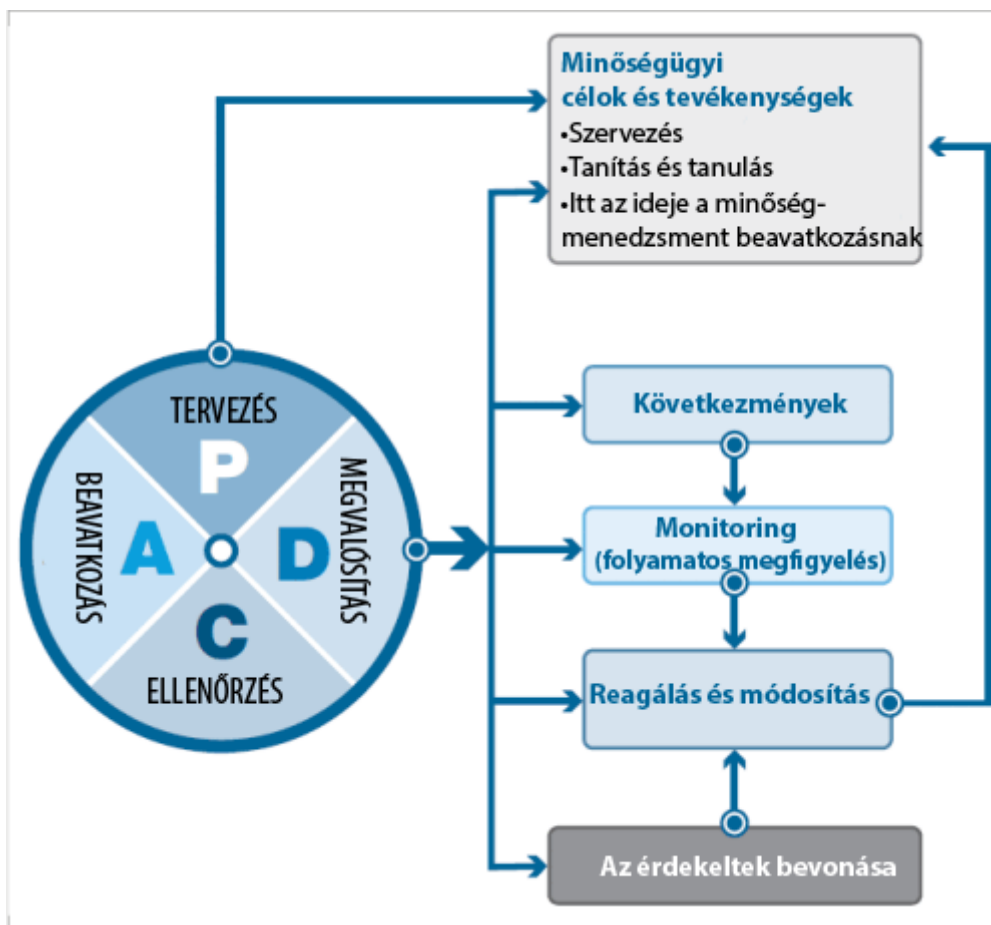 Minőségügyi
célok és tevékenységek
•Szervezés
•Tanítás és tanulás
•Itt az ideje a minőség-
menedzsment beavatkozásnak
TERVEZÉS
P
BEAVATKOZÁS
A
D
MEGVALÓSÍTÁS
C
ELLENŐRZÉS
Következmények
Monitoring
(folyamatos megfigyelés)
Reagálás és módosítás
Az érdekeltek bevonása